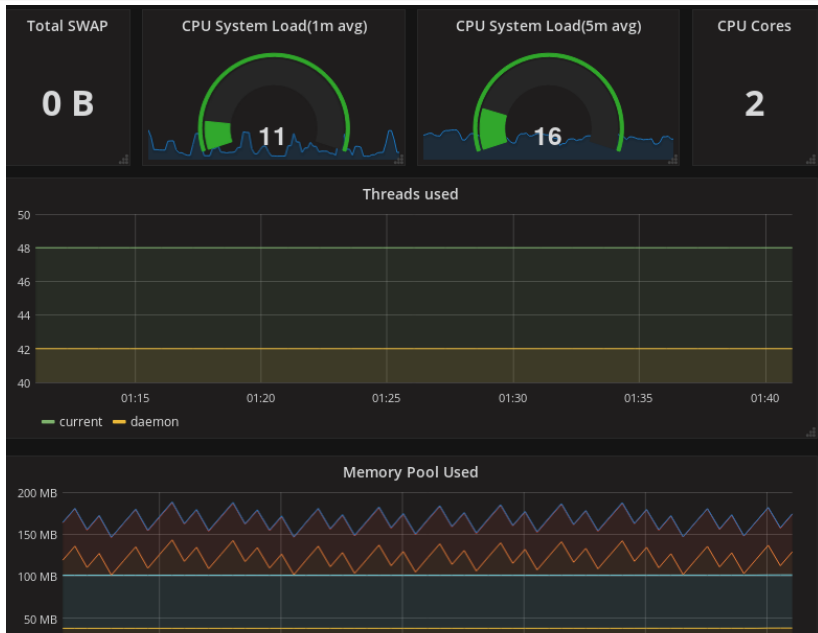 Total SWAP
CPU System Load(1m avg)
CPU System Load(5m avg)
CPU Cores
0 B
11
16
2
Threads used
50
48
46
44
42
40
01:15
01:20
01:25
01:30
01:35
01:40
current
daemon
Memory Pool Used
200 MB
150 MB
100 MB
50 MB